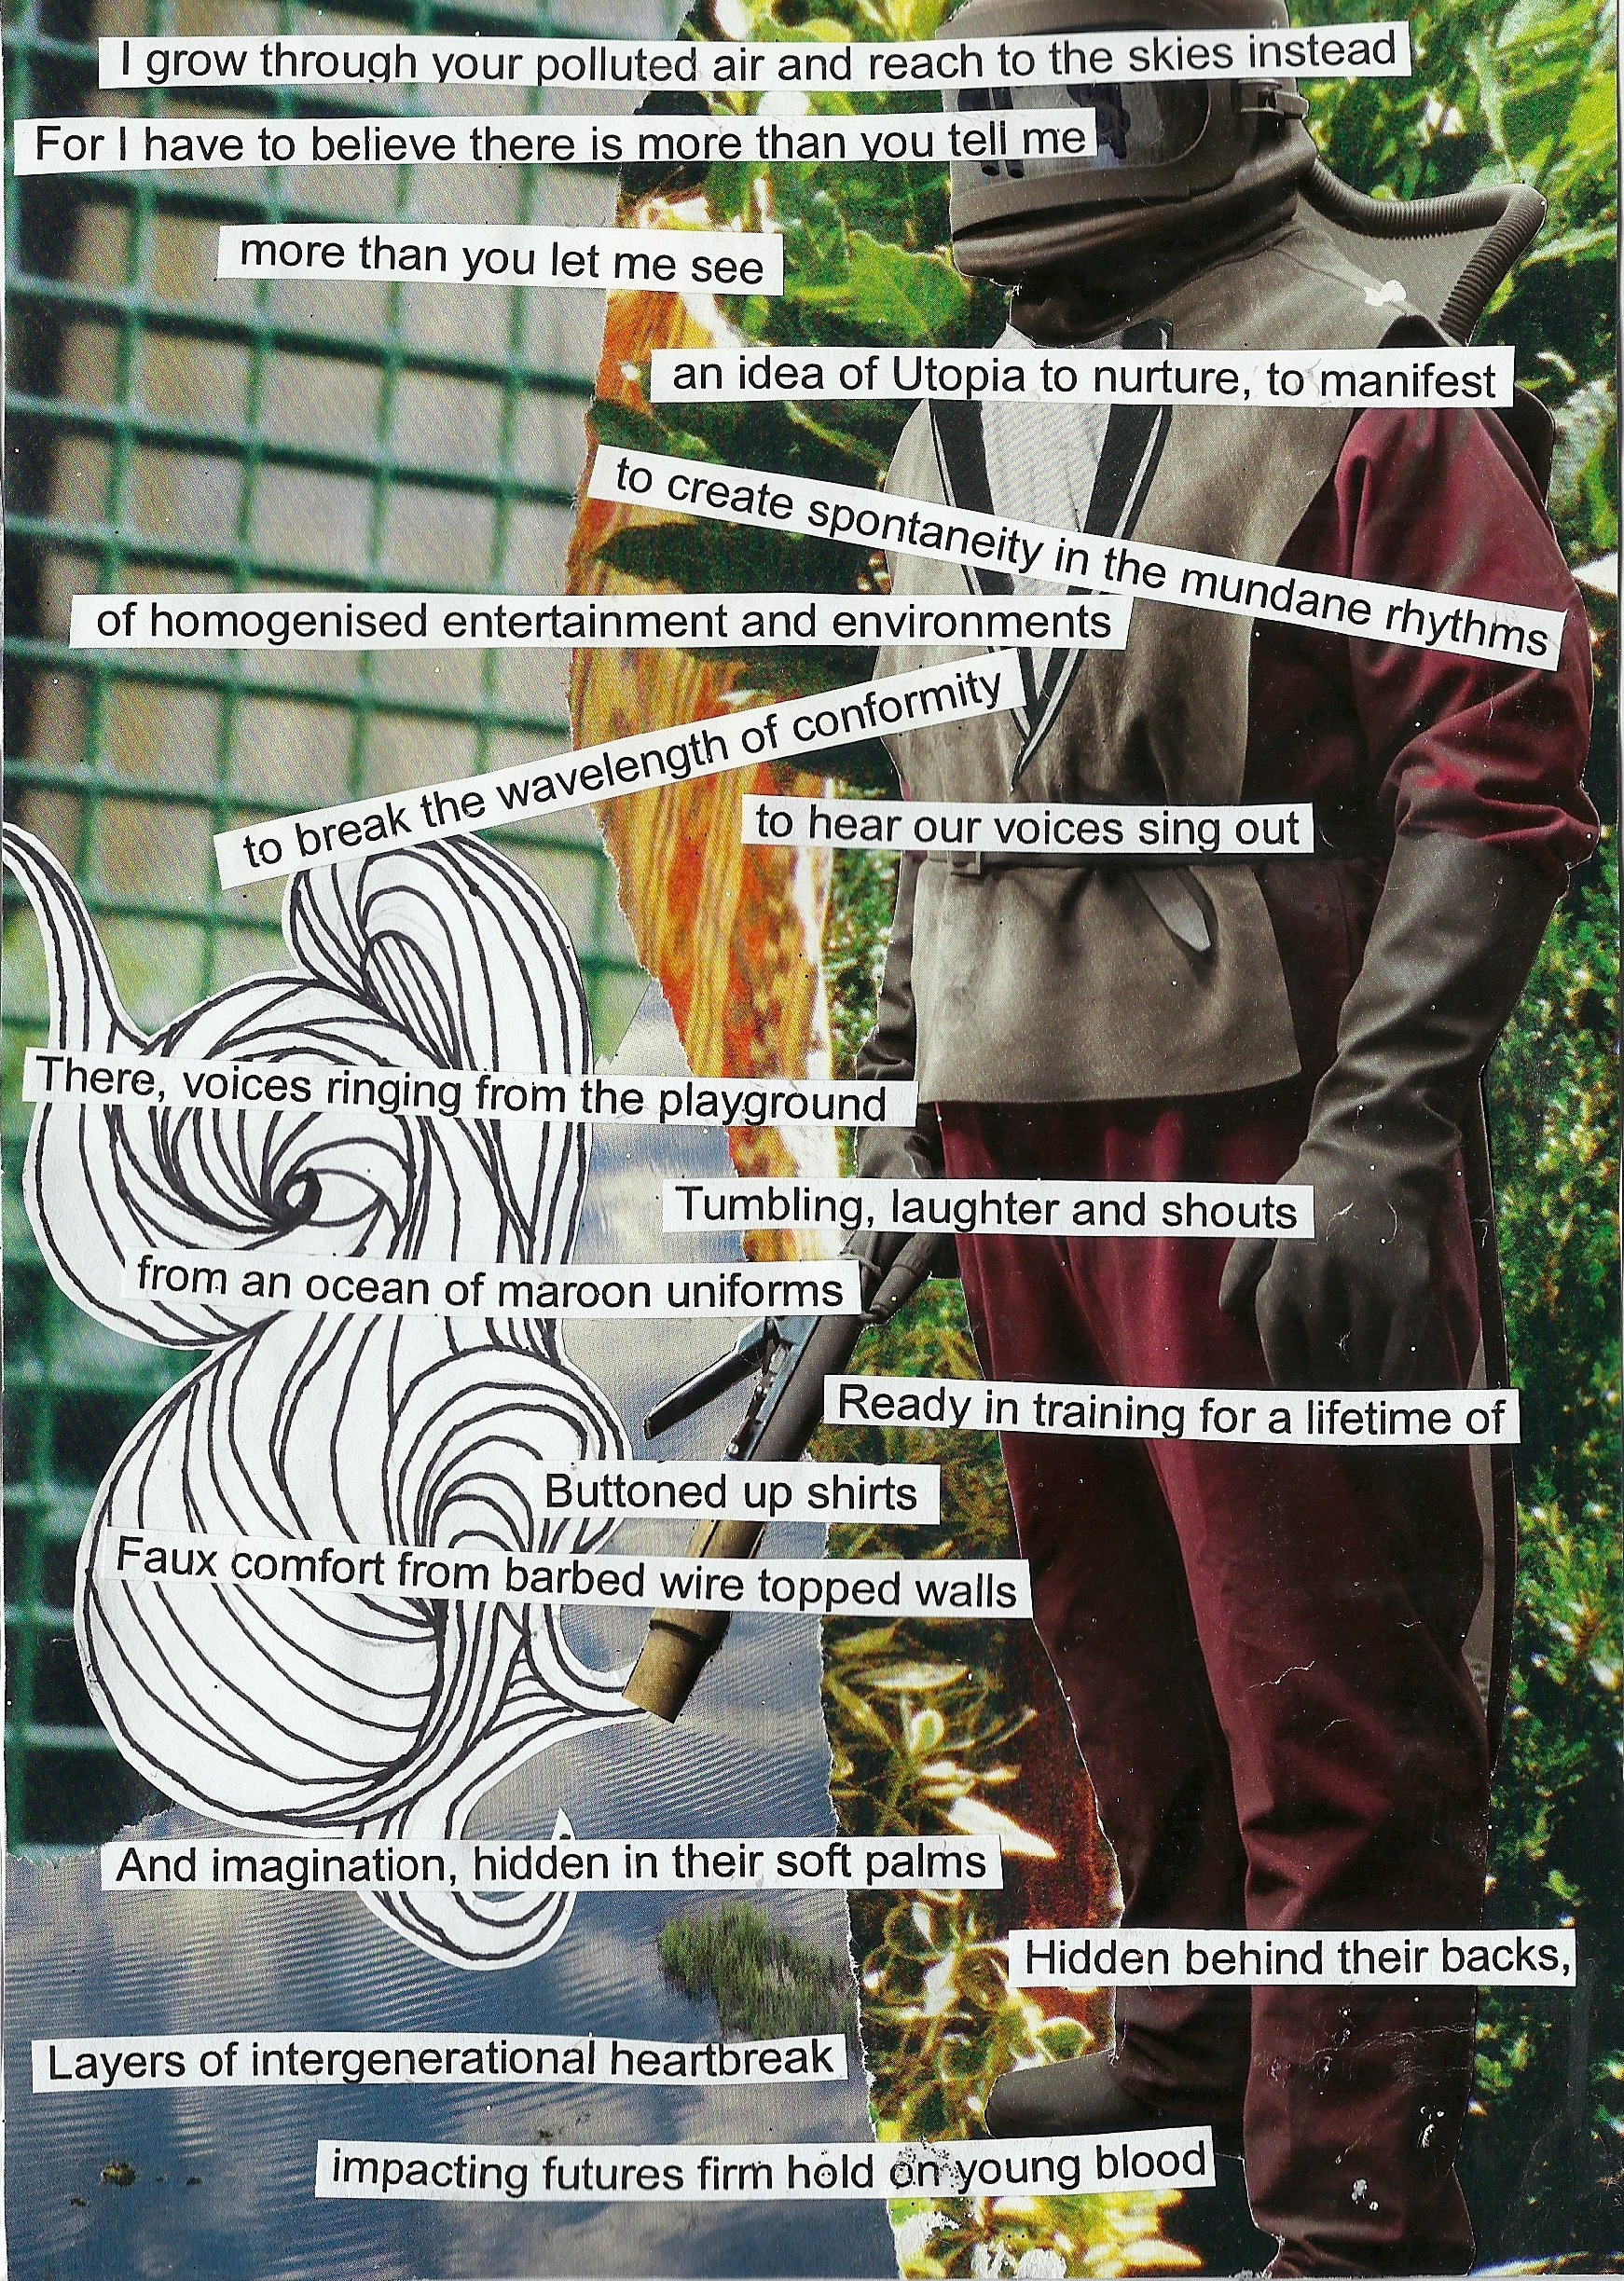 I grow through your polluted air and reach to the skies instead
For I have to believe there is more than you tell me
more than you let me see
an idea of Utopia to nurture, to manifest
to create spontaneity in the mundane rhythms
of homogenised entertainment and environments
to break the wavelength of conformity
to hear our voices sing out
There, voices ringing from the playground
Tumbling, laughter and shouts
from an ocean of maroon uniforms
Ready in training for a lifetime of
Buttoned up shirts
Faux comfort from barbed wire topped walls
And imagination, hidden in their soft palms
Hidden behind their backs,
Layers of intergenerational heartbreak
impacting futures firm hold on young blood